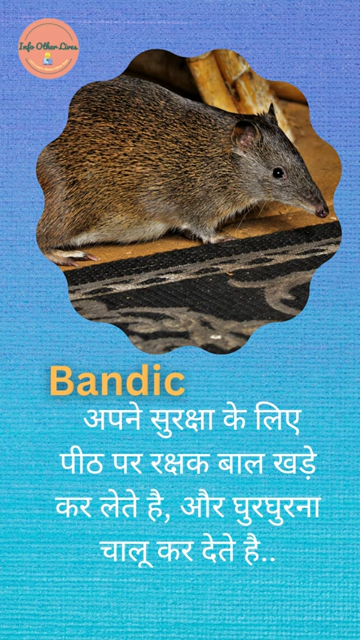 Info Other Lives
Bandic
अपने सुरक्षा के लिए
पीठ पर रक्षक बाल खड़े
कर लेते है, और घुरघुरना
चालू कर देते है..